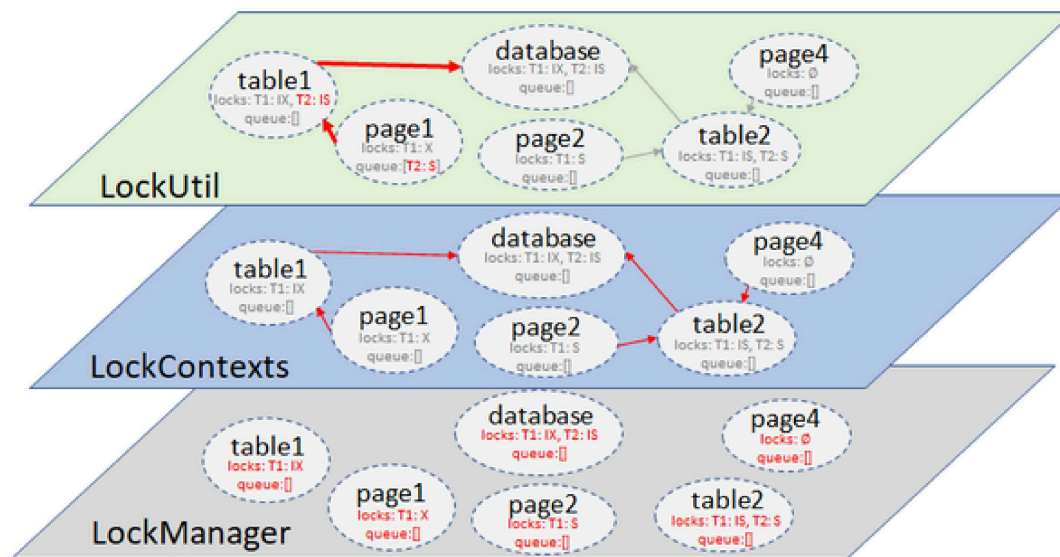 database
locks: T1: IX, T2: IS
queue:[]
page4
locks: Ø
queue:[]
table1
locks: T1: IX, T2: IS
queue:[]
page1
locks: T1: X
queue:[T2: S]
page2
locks: T1: S
queue:[]
table2
locks: T1: IS, T2: S
queue:[]
LockUtil
database
locks: T1: IX, T2: IS
queue:[]
page4
locks: Ø
queue:[]
table1
locks: T1: IX
queue:[]
page1
locks: T1: X
queue:[]
page2
locks: T1: S
queue:[]
table2
locks: T1: IS, T2: S
queue:[]
LockContexts
database
locks: T1: IX, T2: IS
queue:[]
page4
locks: Ø
queue:[]
table1
locks: T1: IX
queue:[]
page1
locks: T1: X
queue:[]
page2
locks: T1: S
queue:[]
table2
locks: T1: IS, T2: S
queue:[]
LockManager